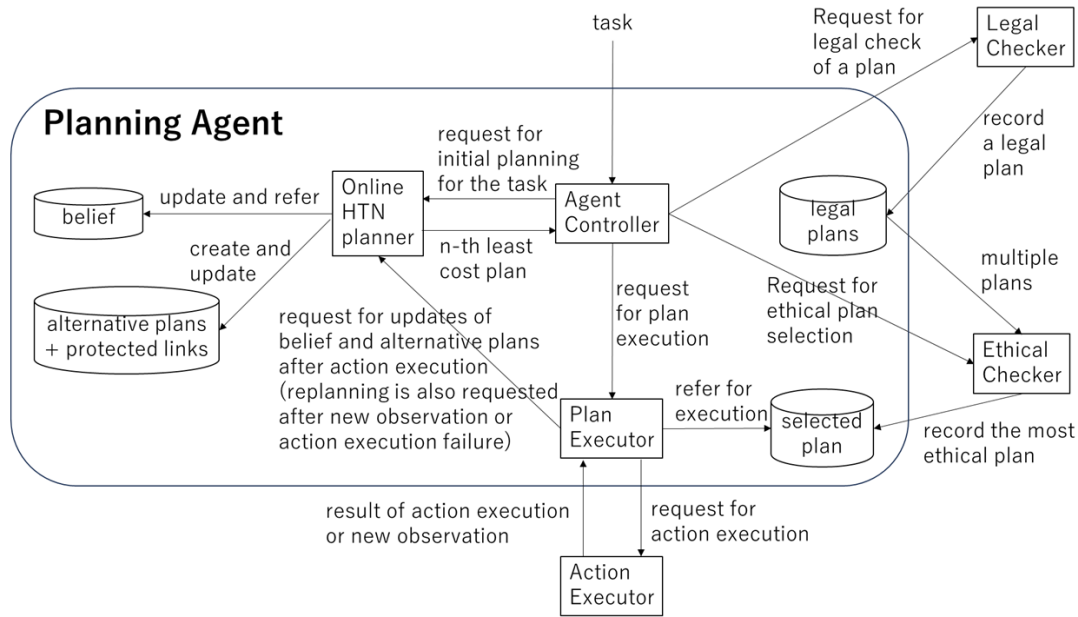 task
Request for
legal check
of a plan
Legal
Checker
Planning Agent
request for
initial planning
for the task
record
a legal
plan
belief
update and refer
Online
HTN
planner
Agent
Controller
legal
plans
create and
update
n-th least
cost plan
multiple
plans
alternative plans
+ protected links
request for updates of
belief and alternative plans
after action execution
(replanning is also requested
after new observation or
action execution failure)
request
for plan
execution
Request for
ethical plan
selection
Ethical
Checker
refer for
execution
Plan
Executor
selected
plan
record the most
ethical plan
result of action execution
or new observation
request for
action execution
Action
Executor